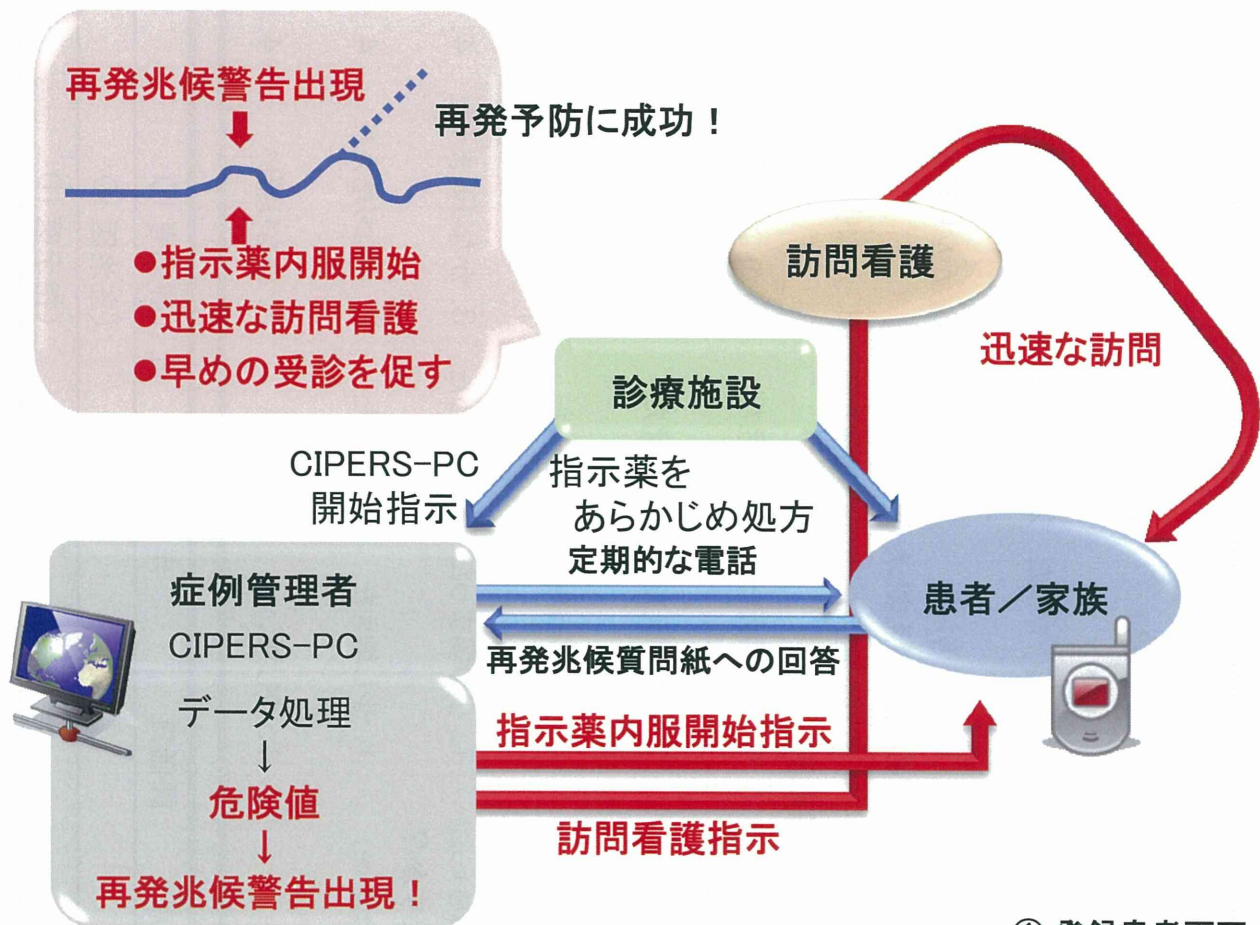 再発兆候警告出現
再発予防に成功！
●指示薬内服開始
●迅速な訪問看護
●早めの受診を促す
訪問看護
迅速な訪問
診療施設
CIPERS-PC
開始指示
指示薬を
あらかじめ処方
定期的な電話
症例管理者
CIPERS-PC
患者／家族
再発兆候質問紙への回答
データ処理
↓
危険値
↓
再発兆候警告出現！
指示薬内服開始指示
訪問看護指示